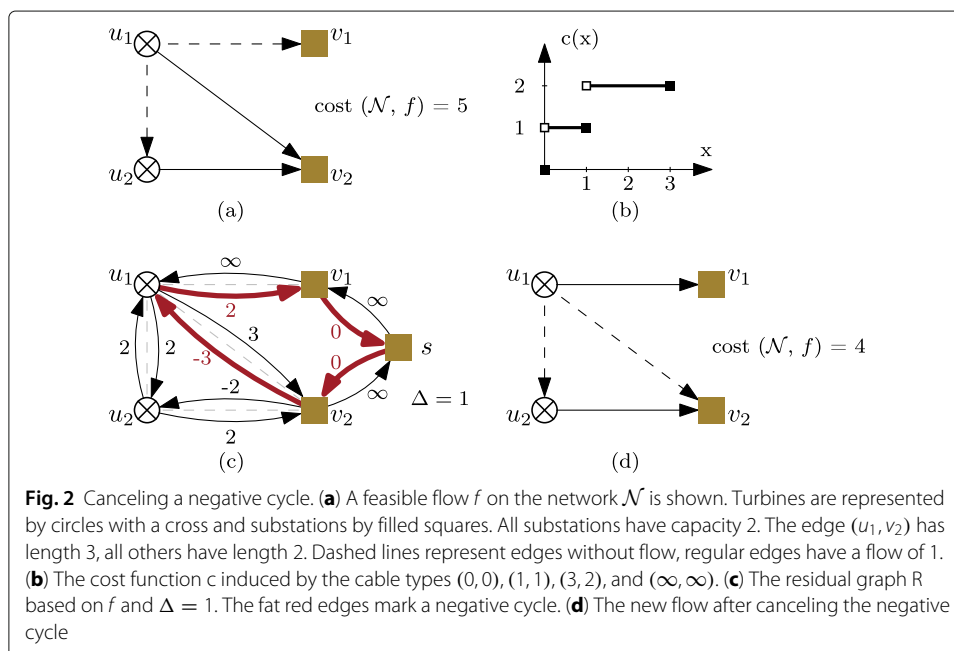 u₁
v₁
cost (𝒩, f) = 5
u₂
v₂
(a)
c(x)
2
1
x
1 2 3
(b)
u₁
∞
v₁
2
∞
0
3
2 2
-3
0
s
-2
∞
Δ = 1
u₂
v₂
2
(c)
u₁
v₁
cost (𝒩, f) = 4
u₂
v₂
(d)
Fig. 2 Canceling a negative cycle. (a) A feasible flow f on the network 𝒩 is shown. Turbines are represented
by circles with a cross and substations by filled squares. All substations have capacity 2. The edge (u₁, v₂) has
length 3, all others have length 2. Dashed lines represent edges without flow, regular edges have a flow of 1.
(b) The cost function c induced by the cable types (0, 0), (1, 1), (3, 2), and (∞, ∞). (c) The residual graph R
based on f and Δ = 1. The fat red edges mark a negative cycle. (d) The new flow after canceling the negative
cycle